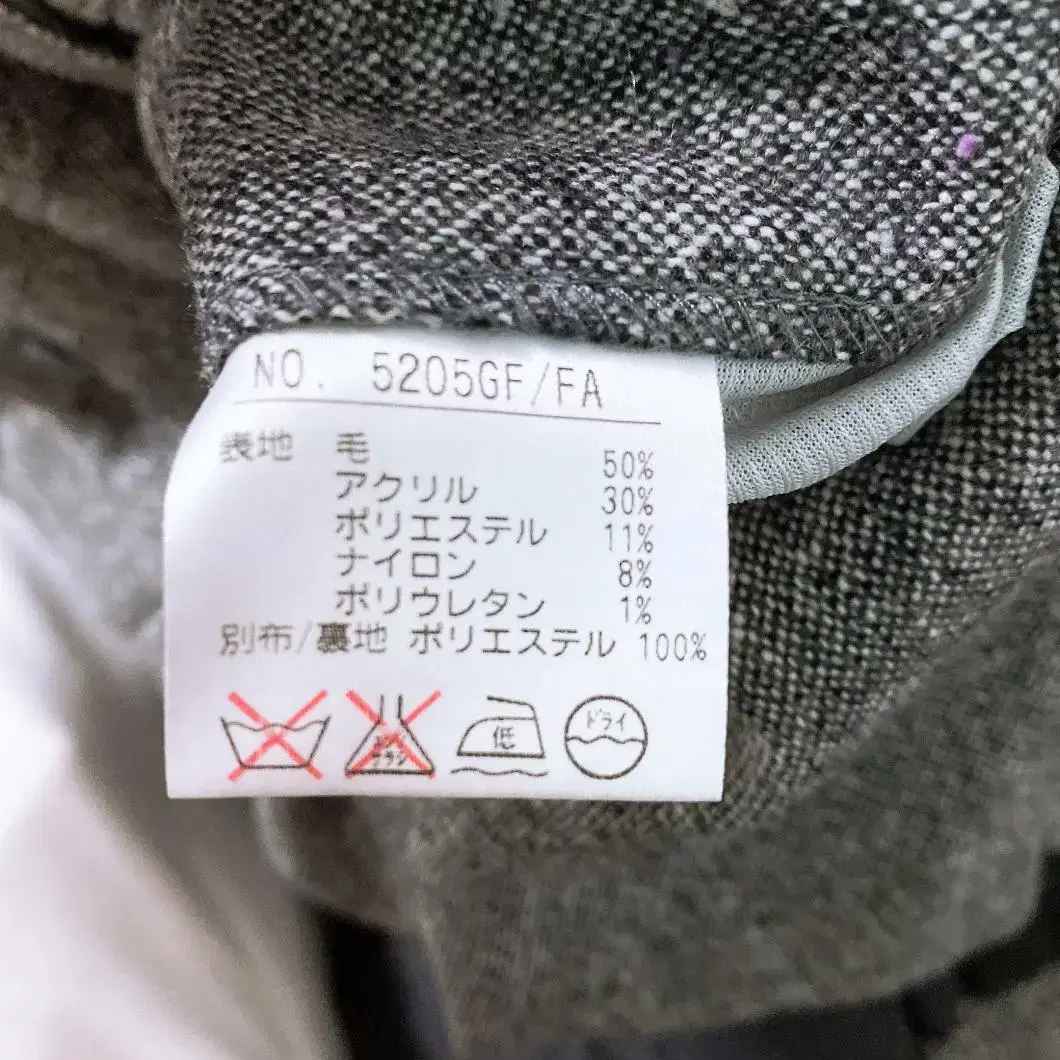 NO. 5205GF/FA
表地 毛 50%
アクリル 30%
ポリエステル 11%
ナイロン 8%
ポリウレタン 1%
別布/裏地 ポリエステル 100%
低 ドライ